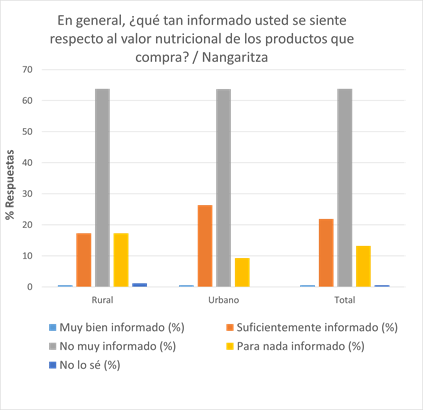 En general, ¿qué tan informado usted se siente
respecto al valor nutricional de los productos que
compra? / Nangaritza
% Respuestas
70
60
50
40
30
20
10
0
Rural
Urbano
Total
Muy bien informado (%)
Suficientemente informado (%)
No muy informado (%)
Para nada informado (%)
No lo sé (%)